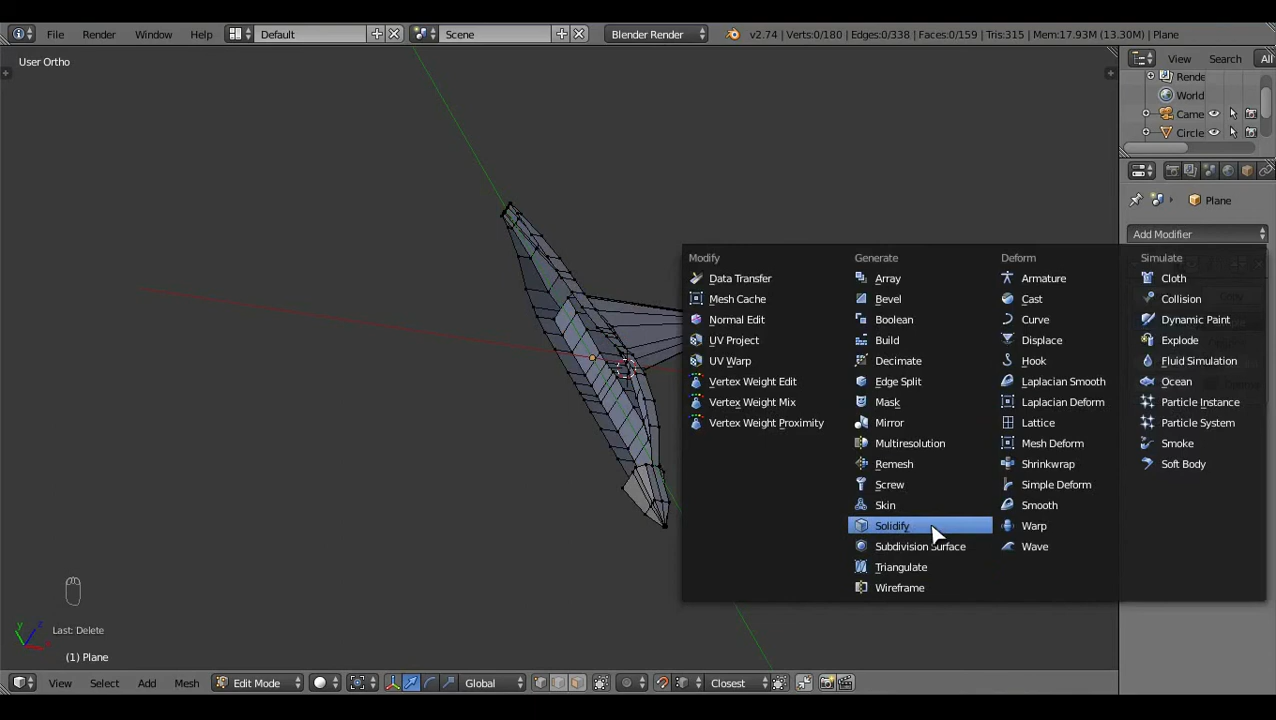 File Render Window Help Default Scene Blender Render v2.74 | Verts:0/180 | Edges:0/338 | Faces:0/159 | Tris:315 | Mem:17.93M (13.30M) | Plane
User Ortho
View Search All
Rende
World
Came
Circle
Plane
Add Modifier
Modify
Data Transfer
Mesh Cache
Normal Edit
UV Project
UV Warp
Vertex Weight Edit
Vertex Weight Mix
Vertex Weight Proximity
Generate
Array
Bevel
Boolean
Build
Decimate
Edge Split
Mask
Mirror
Multiresolution
Remesh
Screw
Skin
Solidify
Subdivision Surface
Triangulate
Wireframe
Deform
Armature
Cast
Curve
Displace
Hook
Laplacian Smooth
Laplacian Deform
Lattice
Mesh Deform
Shrinkwrap
Simple Deform
Smooth
Warp
Wave
Simulate
Cloth
Collision
Dynamic Paint
Explode
Fluid Simulation
Ocean
Particle Instance
Particle System
Smoke
Soft Body
Last: Delete
(1) Plane
View Select Add Mesh Edit Mode Global Closest